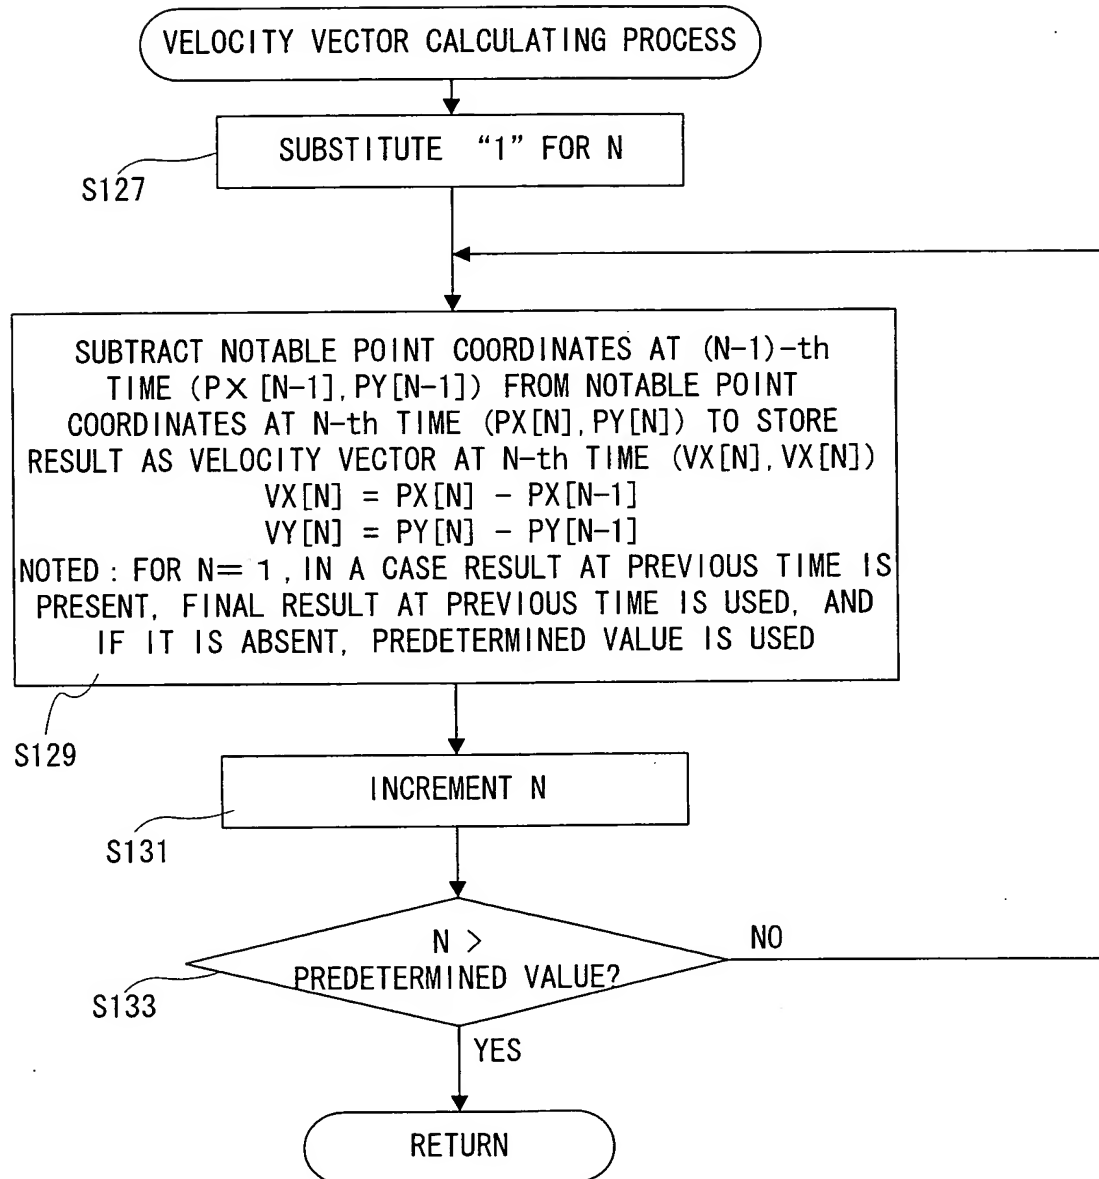 VELOCITY VECTOR CALCULATING PROCESS
SUBSTITUTE “1” FOR N
S127
SUBTRACT NOTABLE POINT COORDINATES AT (N-1)-th
TIME (PX[N-1], PY[N-1]) FROM NOTABLE POINT
COORDINATES AT N-th TIME (PX[N], PY[N]) TO STORE
RESULT AS VELOCITY VECTOR AT N-th TIME (VX[N], VX[N])
VX[N] = PX[N] - PX[N-1]
VY[N] = PY[N] - PY[N-1]
NOTED : FOR N=1, IN A CASE RESULT AT PREVIOUS TIME IS
PRESENT, FINAL RESULT AT PREVIOUS TIME IS USED, AND
IF IT IS ABSENT, PREDETERMINED VALUE IS USED
S129
INCREMENT N
S131
N >
PREDETERMINED VALUE?
NO
S133
YES
RETURN